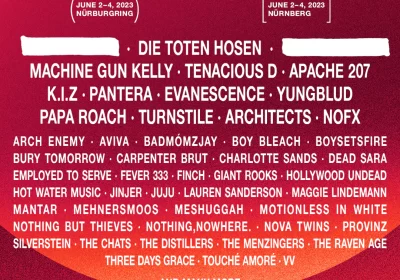 JUNE 2–4, 2023 JUNE 2–4, 2023
NÜRBURGRING NÜRNBERG
· DIE TOTEN HOSEN ·
MACHINE GUN KELLY · TENACIOUS D · APACHE 207
K.I.Z · PANTERA · EVANESCENCE · YUNGBLUD
PAPA ROACH · TURNSTILE · ARCHITECTS · NOFX
ARCH ENEMY · AVIVA · BADMÓMZJAY · BOY BLEACH · BOYSETSFIRE
BURY TOMORROW · CARPENTER BRUT · CHARLOTTE SANDS · DEAD SARA
EMPLOYED TO SERVE · FEVER 333 · FINCH · GIANT ROOKS · HOLLYWOOD UNDEAD
HOT WATER MUSIC · JINJER · JUJU · LAUREN SANDERSON · MAGGIE LINDEMANN
MANTAR · MEHNERSMOOS · MESHUGGAH · MOTIONLESS IN WHITE
NOTHING BUT THIEVES · NOTHING,NOWHERE. · NOVA TWINS · PROVINZ
SILVERSTEIN · THE CHATS · THE DISTILLERS · THE MENZINGERS · THE RAVEN AGE
THREE DAYS GRACE · TOUCHÉ AMORÉ · VV